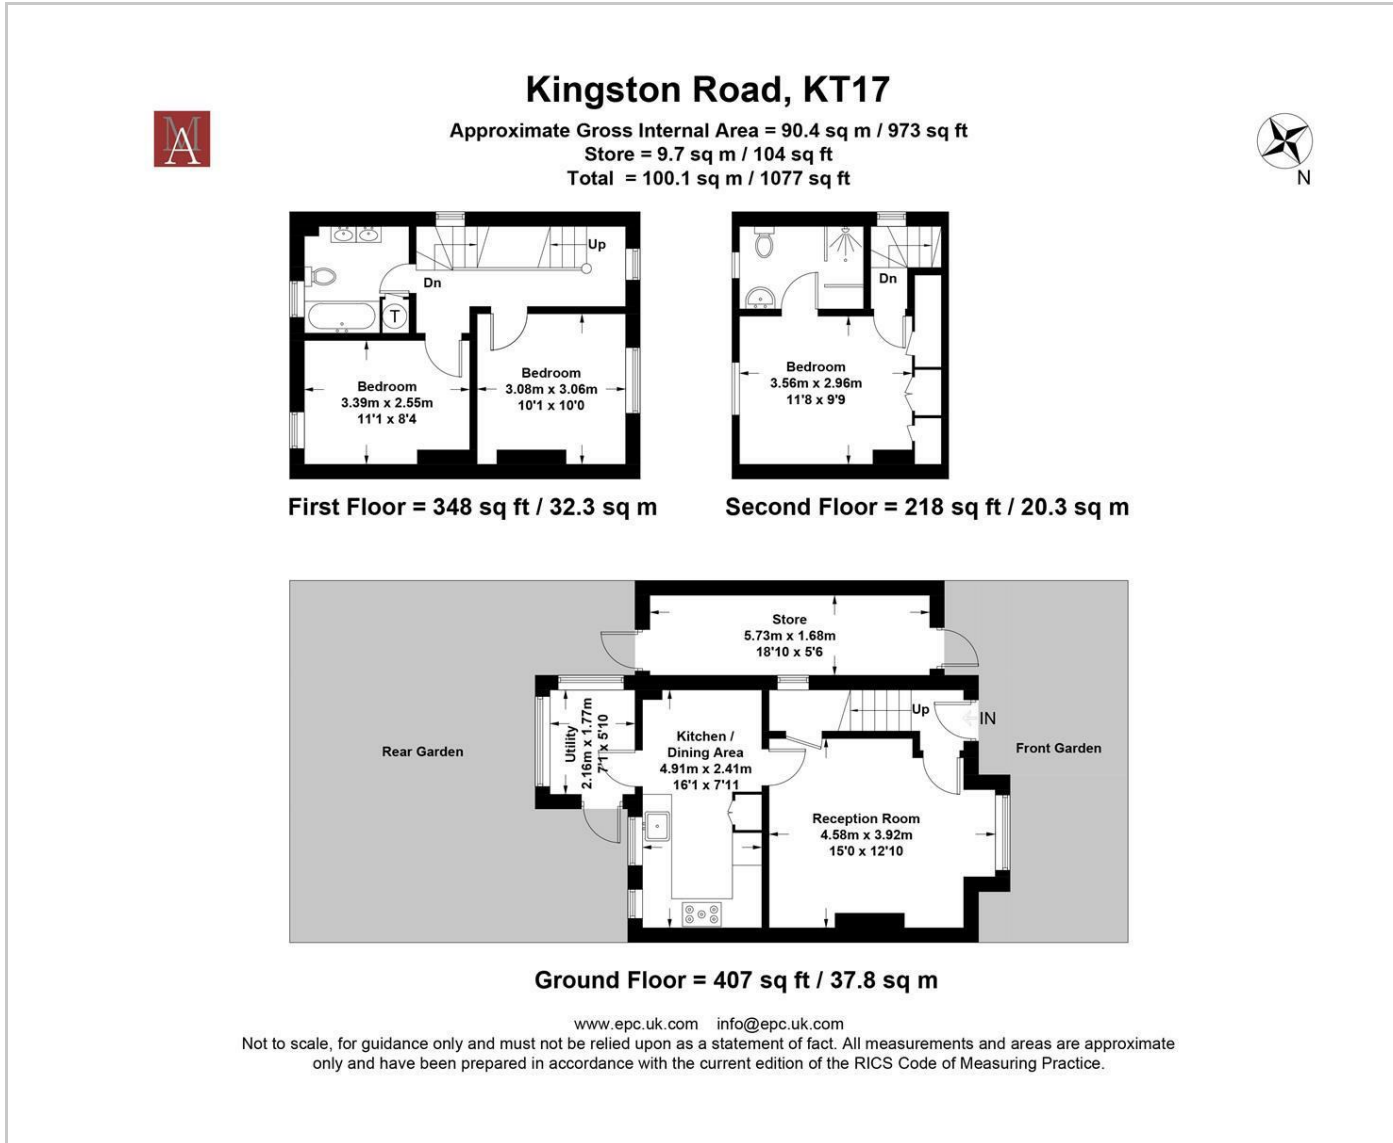 Kingston Road, KT17
Approximate Gross Internal Area = 90.4 sq m / 973 sq ft
Store = 9.7 sq m / 104 sq ft
Total = 100.1 sq m / 1077 sq ft
MA
N
Up
Dn
T
Bedroom
3.39m x 2.55m
11'1 x 8'4
Bedroom
3.08m x 3.06m
10'1 x 10'0
First Floor = 348 sq ft / 32.3 sq m
Dn
Bedroom
3.56m x 2.96m
11'8 x 9'9
Second Floor = 218 sq ft / 20.3 sq m
Store
5.73m x 1.68m
18'10 x 5'6
Rear Garden
Utility
2.16m x 1.77m
7'1 x 5'10
Kitchen /
Dining Area
4.91m x 2.41m
16'1 x 7'11
Up
IN
Front Garden
Reception Room
4.58m x 3.92m
15'0 x 12'10
Ground Floor = 407 sq ft / 37.8 sq m
www.epc.uk.com info@epc.uk.com
Not to scale, for guidance only and must not be relied upon as a statement of fact. All measurements and areas are approximate
only and have been prepared in accordance with the current edition of the RICS Code of Measuring Practice.